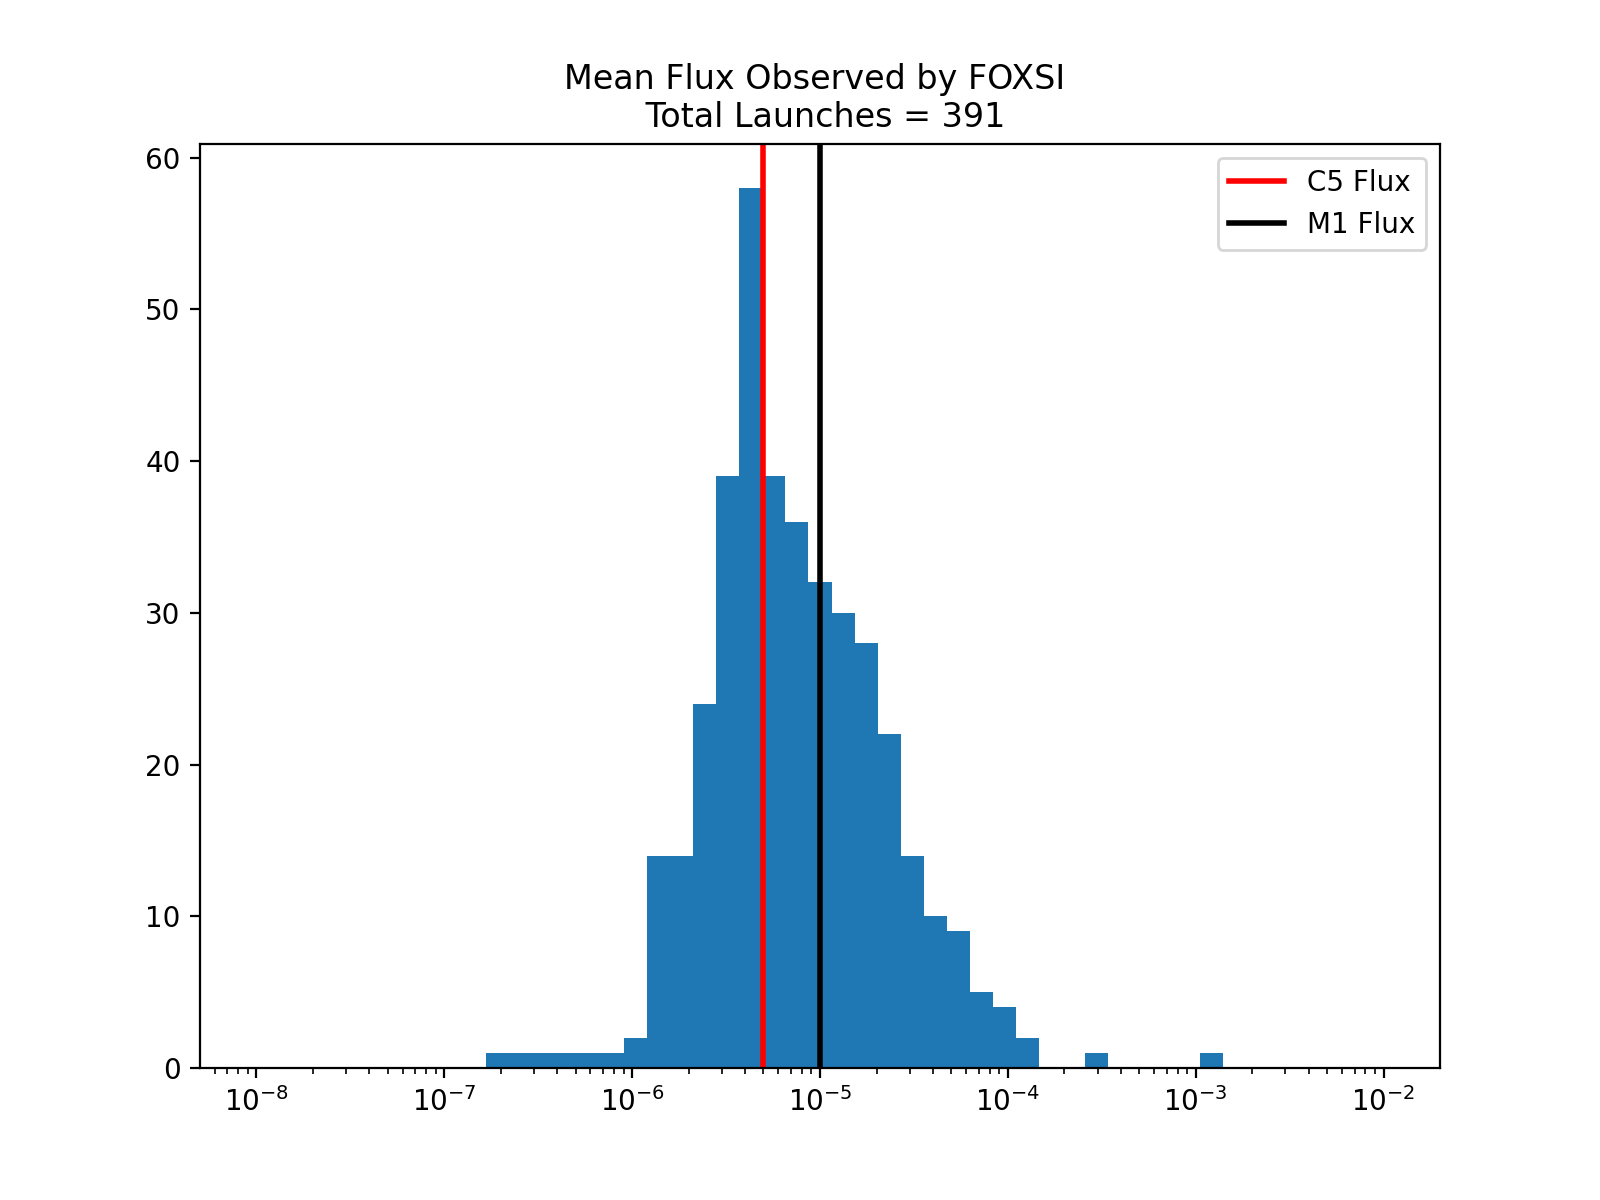 Mean Flux Observed by FOXSI
Total Launches = 391
C5 Flux
M1 Flux
60
50
40
30
20
10
0
10⁻⁸ 10⁻⁷ 10⁻⁶ 10⁻⁵ 10⁻⁴ 10⁻³ 10⁻²